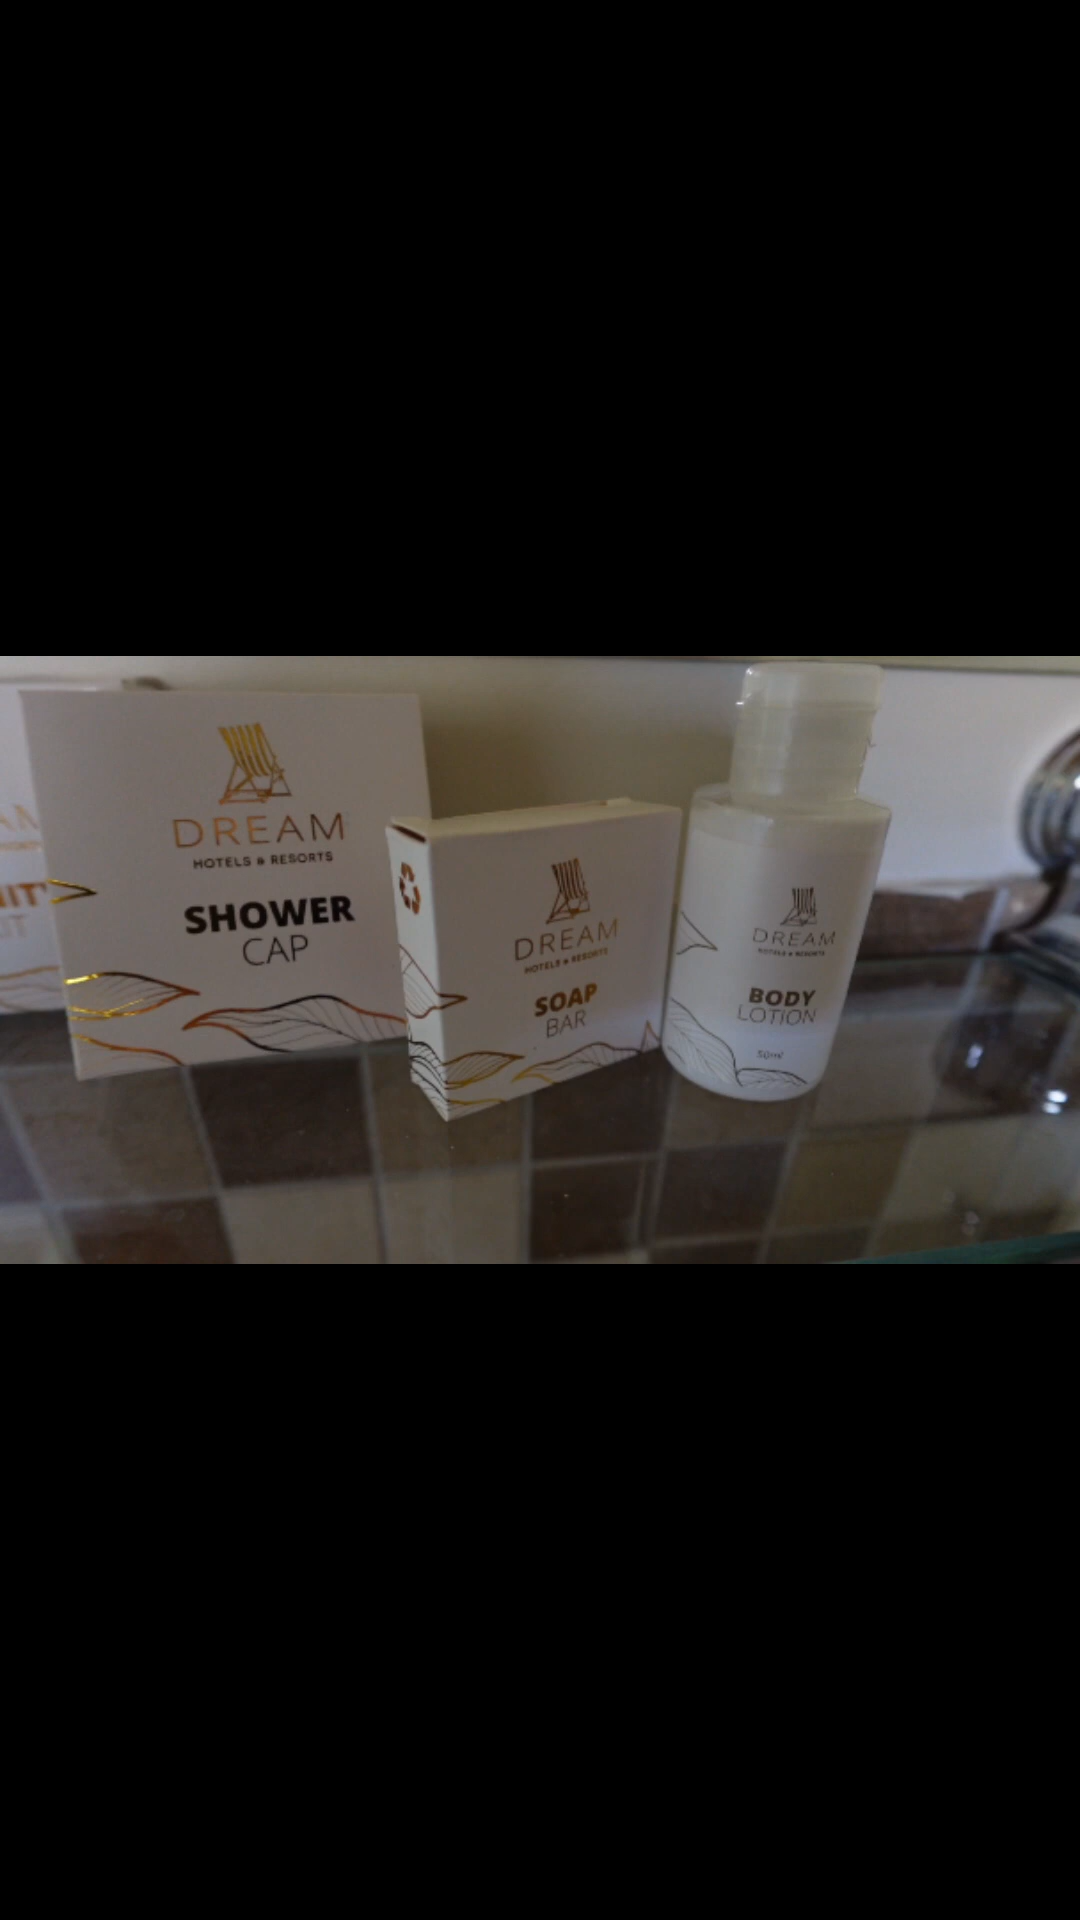 DREAM
HOTELS & RESORTS
SHOWER
CAP
DREAM
HOTELS & RESORTS
SOAP
BAR
DREAM
HOTELS & RESORTS
BODY
LOTION
50ml